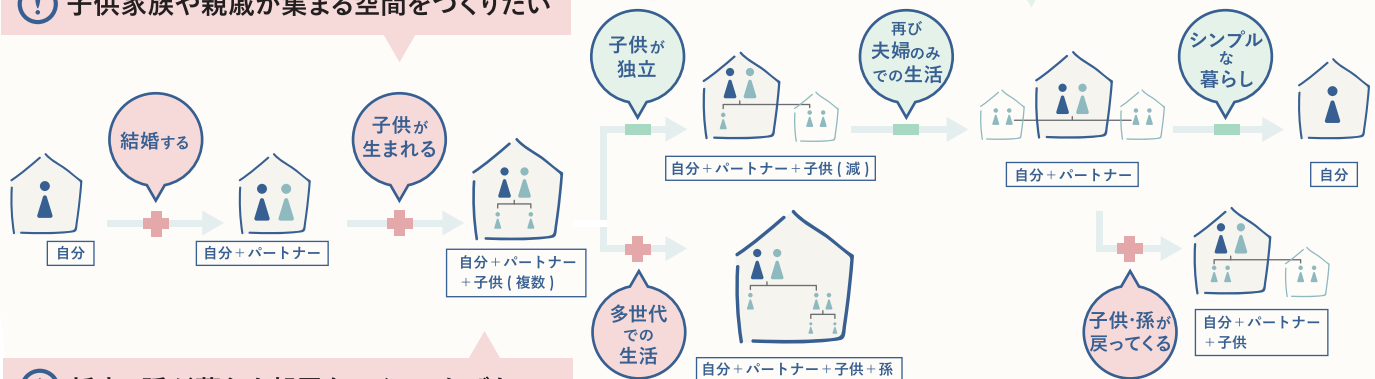 子供家族や親戚が集まる空間をつくりたい
結婚する
子供が
生まれる
自分
自分＋パートナー
自分＋パートナー
＋子供(複数)
子供が
独立
再び
夫婦のみ
での生活
シンプル
な
暮らし
自分＋パートナー＋子供(減)
自分＋パートナー
自分
多世代
での
生活
自分＋パートナー＋子供＋孫
子供・孫が
戻ってくる
自分＋パートナー
＋子供